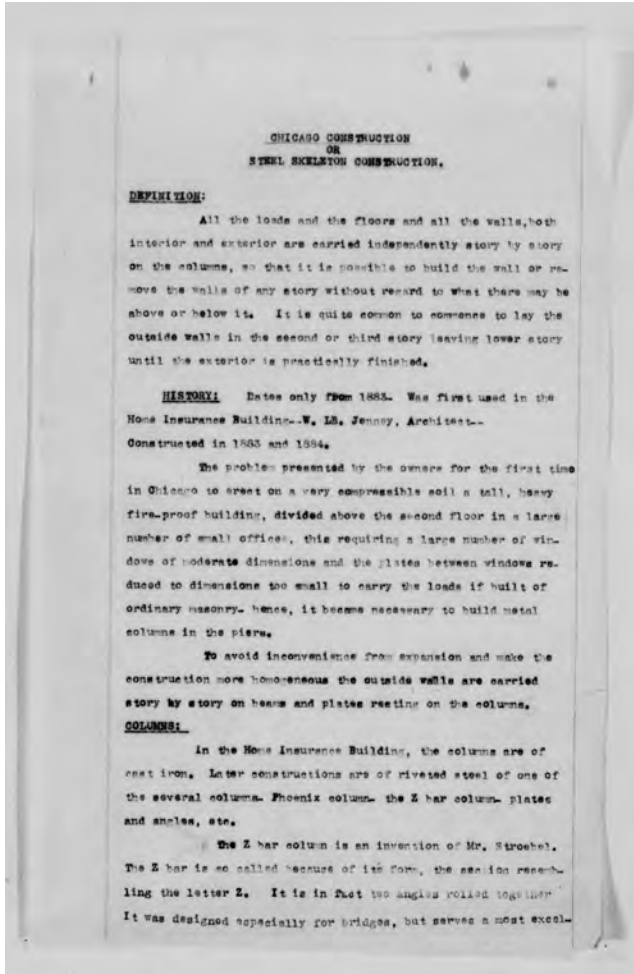 CHICAGO CONSTRUCTION
OR
STEEL SKELETON CONSTRUCTION.
DEFINITION:
All the loads and the floors and all the walls,both
interior and exterior are carried independently story by story
on the columns, so that it is possible to build the wall or re-
move the walls of any story without regard to what there may be
above or below it. It is quite common to commence to lay the
outside walls in the second or third story leaving lower story
until the exterior is practically finished.
HISTORY: Dates only from 1883- Was first used in the
Home Insurance Building--W. LB. Jenney, Architect--
Constructed in 1883 and 1884.
The problem presented by the owners for the first time
in Chicago to erect on a very compressible soil a tall, heavy
fire-proof building, divided above the second floor in a large
number of small offices, this requiring a large number of win-
dows of moderate dimensions and the plates between windows re-
duced to dimensions too small to carry the loads if built of
ordinary masonry- hence, it became necessary to build metal
columns in the piers.
To avoid inconvenience from expansion and make the
construction more homogeneous the outside walls are carried
story by story on beams and plates resting on the columns.
COLUMNS:
In the Home Insurance Building, the columns are of
cast iron. Later constructions are of riveted steel of one of
the several columns- Phoenix column- the Z bar column- plates
and angles, etc.
The Z bar column is an invention of Mr. Stroebel.
The Z bar is so called because of its form, the section resemb-
ling the letter Z. It is in fact two angles rolled together
It was designed especially for bridges, but serves a most excel-